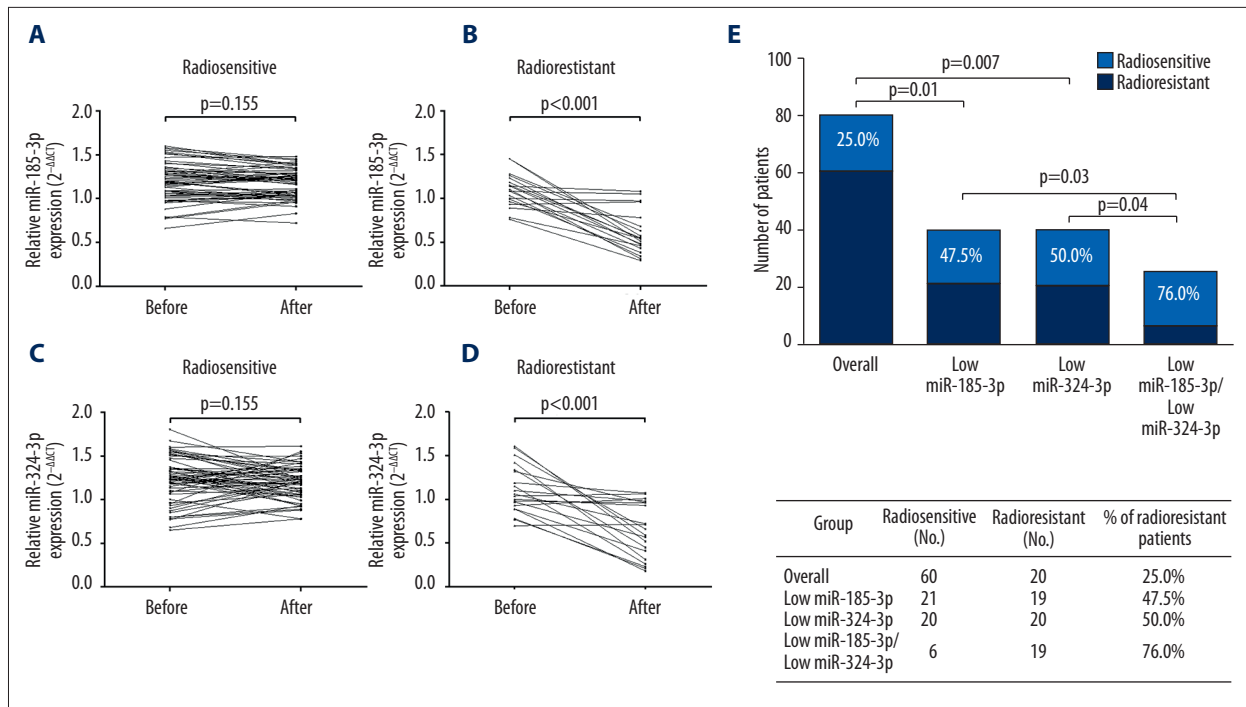 A
Radiosensitive
p=0.155
Relative miR-185-3p
expression (2−ΔΔCT)
2.0
1.5
1.0
0.5
0.0
Before After
B
Radiorestistant
p<0.001
Relative miR-185-3p
expression (2−ΔΔCT)
2.0
1.5
1.0
0.5
0.0
Before After
C
Radiosensitive
p=0.155
Relative miR-324-3p
expression (2−ΔΔCT)
2.0
1.5
1.0
0.5
0.0
Before After
D
Radiorestistant
p<0.001
Relative miR-324-3p
expression (2−ΔΔCT)
2.0
1.5
1.0
0.5
0.0
Before After
E
Radiosensitive
Radioresistant
p=0.007
p=0.01
p=0.03
p=0.04
Number of patients
100
80
60
40
20
0
25.0%
47.5%
50.0%
76.0%
Overall
Low
miR-185-3p
Low
miR-324-3p
Low
miR-185-3p/
Low
miR-324-3p
Group Radiosensitive (No.) Radioresistant (No.) % of radioresistant patients
Overall 60 20 25.0%
Low miR-185-3p 21 19 47.5%
Low miR-324-3p 20 20 50.0%
Low miR-185-3p/
Low miR-324-3p 6 19 76.0%